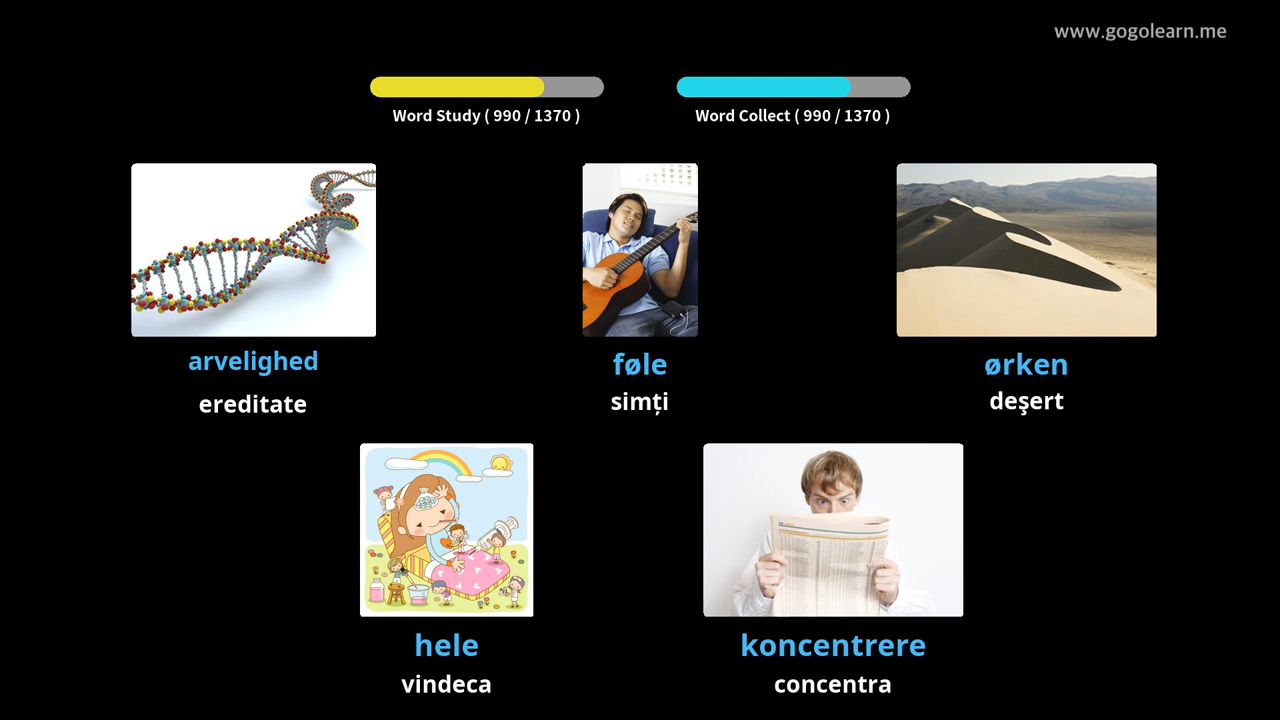 www.gogolearn.me
Word Study ( 990 / 1370 )
Word Collect ( 990 / 1370 )
arvelighed
ereditate
føle
simți
ørken
deşert
hele
vindeca
koncentrere
concentra